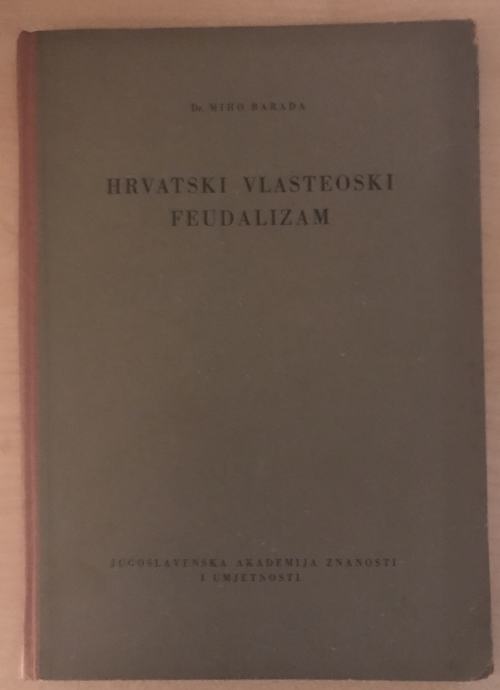 Dr. MIHO BARADA
HRVATSKI VLASTEOSKI
FEUDALIZAM
JUGOSLAVENSKA AKADEMIJA ZNANOSTI
I UMJETNOSTI